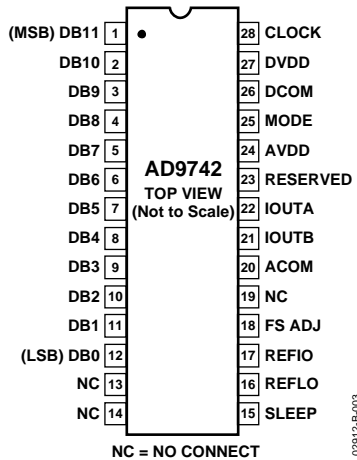 (MSB) DB11 1 28 CLOCK
DB10 2 27 DVDD
DB9 3 26 DCOM
DB8 4 25 MODE
DB7 5 24 AVDD
DB6 6 23 RESERVED
DB5 7 22 IOUTA
DB4 8 21 IOUTB
DB3 9 20 ACOM
DB2 10 19 NC
DB1 11 18 FS ADJ
(LSB) DB0 12 17 REFIO
NC 13 16 REFLO
NC 14 15 SLEEP
AD9742
TOP VIEW
(Not to Scale)
NC = NO CONNECT
02912-B-003